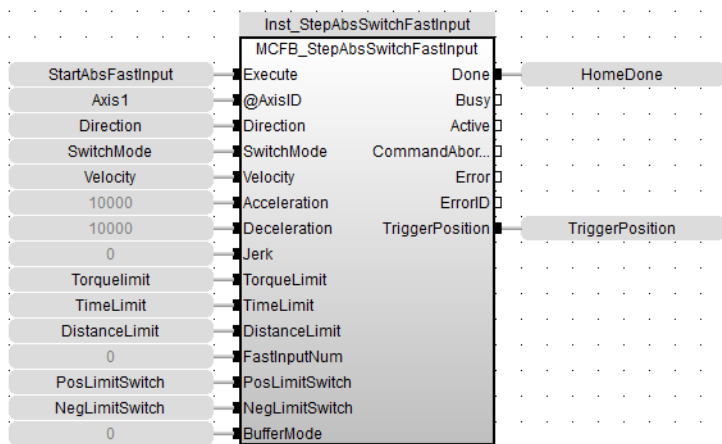 Inst_StepAbsSwitchFastInput
MCFB_StepAbsSwitchFastInput
StartAbsFastInput Execute Done HomeDone
Axis1 @AxisID Busy
Direction Direction Active
SwitchMode SwitchMode CommandAbor...
Velocity Velocity Error
10000 Acceleration ErrorID
10000 Deceleration TriggerPosition TriggerPosition
0 Jerk
Torquelimit TorqueLimit
TimeLimit TimeLimit
DistanceLimit DistanceLimit
0 FastInputNum
PosLimitSwitch PosLimitSwitch
NegLimitSwitch NegLimitSwitch
0 BufferMode